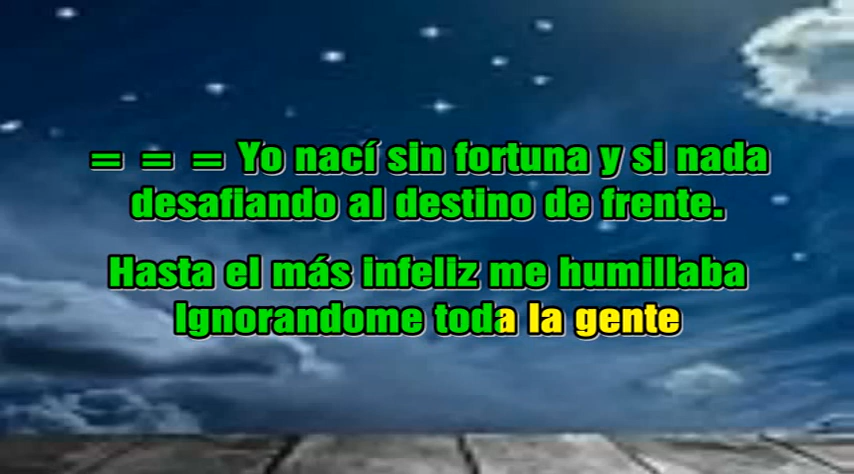 = = = Yo nací sin fortuna y si nada
desafiando al destino de frente.
Hasta el más infeliz me humillaba
Ignorandome toda la gente